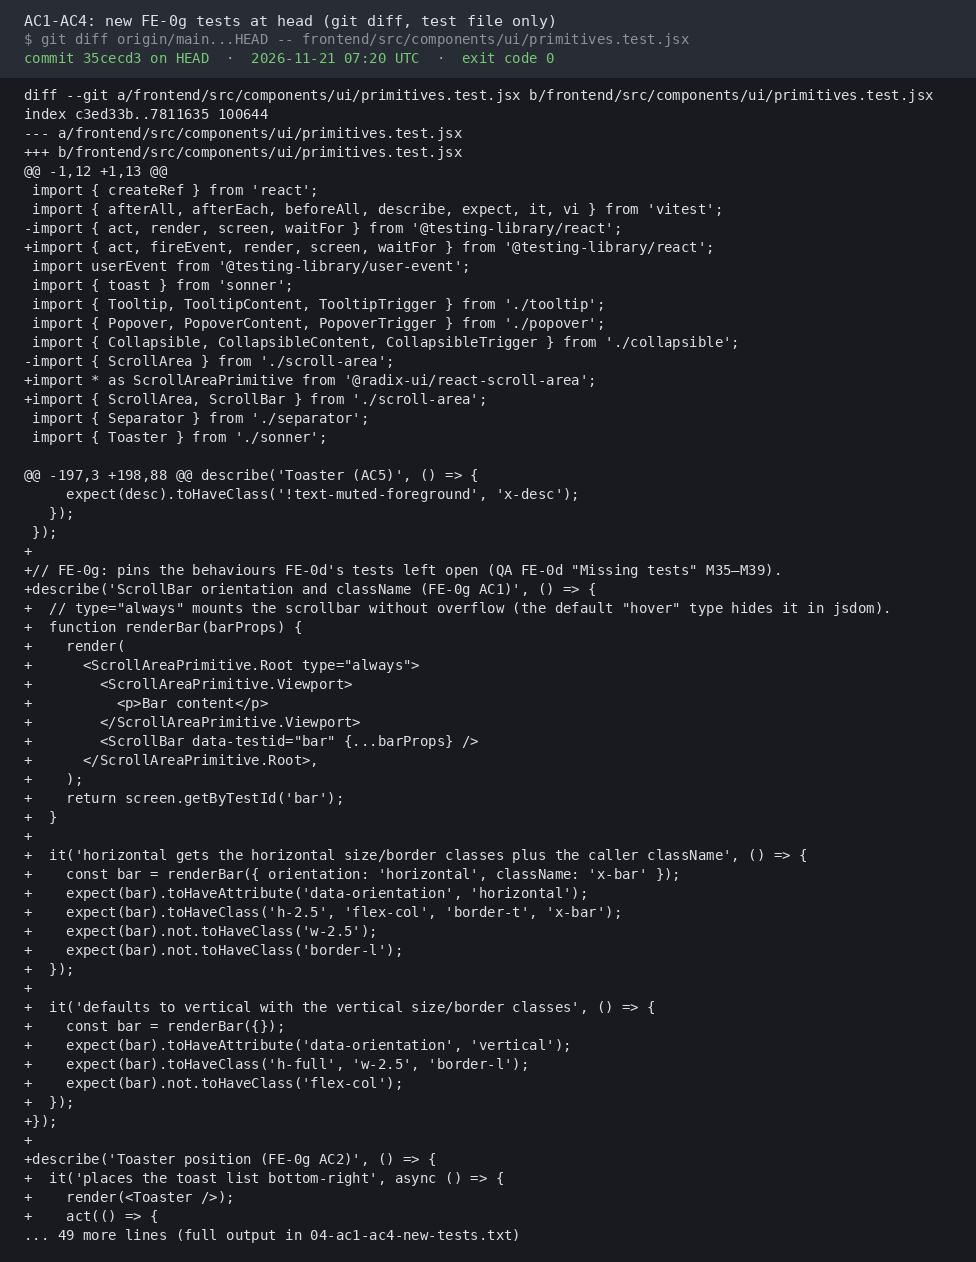 AC1-AC4: new FE-0g tests at head (git diff, test file only)
$ git diff origin/main...HEAD -- frontend/src/components/ui/primitives.test.jsx
commit 35cecd3 on HEAD  ·  2026-11-21 07:20 UTC  ·  exit code 0
diff --git a/frontend/src/components/ui/primitives.test.jsx b/frontend/src/components/ui/primitives.test.jsx
index c3ed33b..7811635 100644
--- a/frontend/src/components/ui/primitives.test.jsx
+++ b/frontend/src/components/ui/primitives.test.jsx
@@ -1,12 +1,13 @@
 import { createRef } from 'react';
 import { afterAll, afterEach, beforeAll, describe, expect, it, vi } from 'vitest';
-import { act, render, screen, waitFor } from '@testing-library/react';
+import { act, fireEvent, render, screen, waitFor } from '@testing-library/react';
 import userEvent from '@testing-library/user-event';
 import { toast } from 'sonner';
 import { Tooltip, TooltipContent, TooltipTrigger } from './tooltip';
 import { Popover, PopoverContent, PopoverTrigger } from './popover';
 import { Collapsible, CollapsibleContent, CollapsibleTrigger } from './collapsible';
-import { ScrollArea } from './scroll-area';
+import * as ScrollAreaPrimitive from '@radix-ui/react-scroll-area';
+import { ScrollArea, ScrollBar } from './scroll-area';
 import { Separator } from './separator';
 import { Toaster } from './sonner';

@@ -197,3 +198,88 @@ describe('Toaster (AC5)', () => {
     expect(desc).toHaveClass('!text-muted-foreground', 'x-desc');
   });
 });
+
+// FE-0g: pins the behaviours FE-0d's tests left open (QA FE-0d "Missing tests" M35–M39).
+describe('ScrollBar orientation and className (FE-0g AC1)', () => {
+  // type="always" mounts the scrollbar without overflow (the default "hover" type hides it in jsdom).
+  function renderBar(barProps) {
+    render(
+      <ScrollAreaPrimitive.Root type="always">
+        <ScrollAreaPrimitive.Viewport>
+          <p>Bar content</p>
+        </ScrollAreaPrimitive.Viewport>
+        <ScrollBar data-testid="bar" {...barProps} />
+      </ScrollAreaPrimitive.Root>,
+    );
+    return screen.getByTestId('bar');
+  }
+
+  it('horizontal gets the horizontal size/border classes plus the caller className', () => {
+    const bar = renderBar({ orientation: 'horizontal', className: 'x-bar' });
+    expect(bar).toHaveAttribute('data-orientation', 'horizontal');
+    expect(bar).toHaveClass('h-2.5', 'flex-col', 'border-t', 'x-bar');
+    expect(bar).not.toHaveClass('w-2.5');
+    expect(bar).not.toHaveClass('border-l');
+  });
+
+  it('defaults to vertical with the vertical size/border classes', () => {
+    const bar = renderBar({});
+    expect(bar).toHaveAttribute('data-orientation', 'vertical');
+    expect(bar).toHaveClass('h-full', 'w-2.5', 'border-l');
+    expect(bar).not.toHaveClass('flex-col');
+  });
+});
+
+describe('Toaster position (FE-0g AC2)', () => {
+  it('places the toast list bottom-right', async () => {
+    render(<Toaster />);
+    act(() => {
... 49 more lines (full output in 04-ac1-ac4-new-tests.txt)